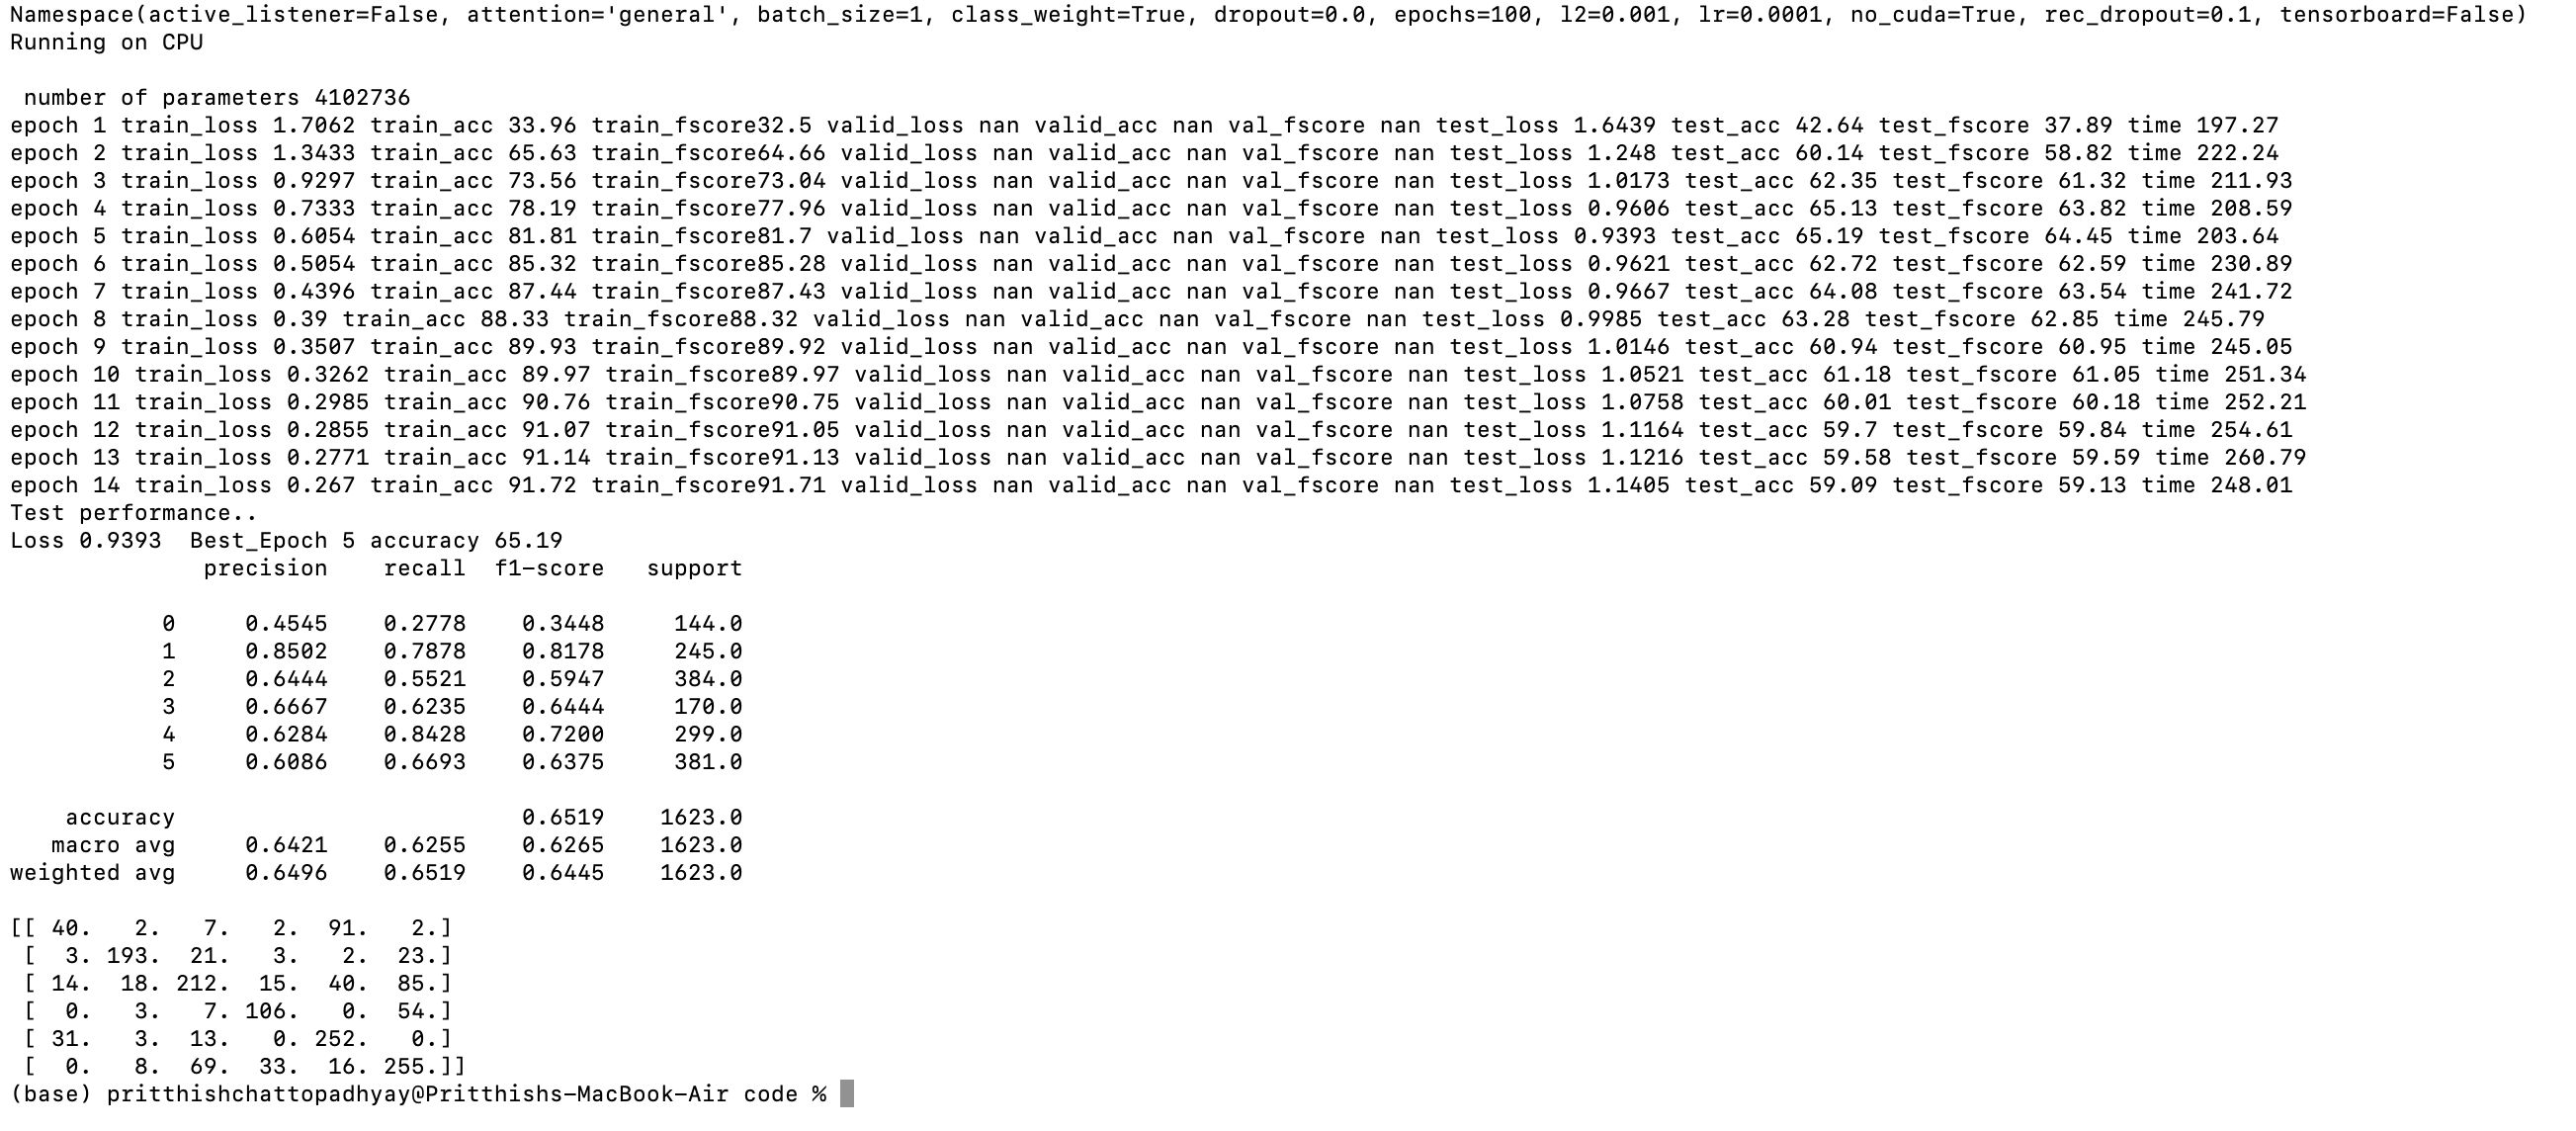 Namespace(active_listener=False, attention='general', batch_size=1, class_weight=True, dropout=0.0, epochs=100, l2=0.001, lr=0.0001, no_cuda=True, rec_dropout=0.1, tensorboard=False)
Running on CPU
number of parameters 4102736
epoch 1 train_loss 1.7062 train_acc 33.96 train_fscore32.5 valid_loss nan valid_acc nan val_fscore nan test_loss 1.6439 test_acc 42.64 test_fscore 37.89 time 197.27
epoch 2 train_loss 1.3433 train_acc 65.63 train_fscore64.66 valid_loss nan valid_acc nan val_fscore nan test_loss 1.248 test_acc 60.14 test_fscore 58.82 time 222.24
epoch 3 train_loss 0.9297 train_acc 73.56 train_fscore73.04 valid_loss nan valid_acc nan val_fscore nan test_loss 1.0173 test_acc 62.35 test_fscore 61.32 time 211.93
epoch 4 train_loss 0.7333 train_acc 78.19 train_fscore77.96 valid_loss nan valid_acc nan val_fscore nan test_loss 0.9606 test_acc 65.13 test_fscore 63.82 time 208.59
epoch 5 train_loss 0.6054 train_acc 81.81 train_fscore81.7 valid_loss nan valid_acc nan val_fscore nan test_loss 0.9393 test_acc 65.19 test_fscore 64.45 time 203.64
epoch 6 train_loss 0.5054 train_acc 85.32 train_fscore85.28 valid_loss nan valid_acc nan val_fscore nan test_loss 0.9621 test_acc 62.72 test_fscore 62.59 time 230.89
epoch 7 train_loss 0.4396 train_acc 87.44 train_fscore87.43 valid_loss nan valid_acc nan val_fscore nan test_loss 0.9667 test_acc 64.08 test_fscore 63.54 time 241.72
epoch 8 train_loss 0.39 train_acc 88.33 train_fscore88.32 valid_loss nan valid_acc nan val_fscore nan test_loss 0.9985 test_acc 63.28 test_fscore 62.85 time 245.79
epoch 9 train_loss 0.3507 train_acc 89.93 train_fscore89.92 valid_loss nan valid_acc nan val_fscore nan test_loss 1.0146 test_acc 60.94 test_fscore 60.95 time 245.05
epoch 10 train_loss 0.3262 train_acc 89.97 train_fscore89.97 valid_loss nan valid_acc nan val_fscore nan test_loss 1.0521 test_acc 61.18 test_fscore 61.05 time 251.34
epoch 11 train_loss 0.2985 train_acc 90.76 train_fscore90.75 valid_loss nan valid_acc nan val_fscore nan test_loss 1.0758 test_acc 60.01 test_fscore 60.18 time 252.21
epoch 12 train_loss 0.2855 train_acc 91.07 train_fscore91.05 valid_loss nan valid_acc nan val_fscore nan test_loss 1.1164 test_acc 59.7 test_fscore 59.84 time 254.61
epoch 13 train_loss 0.2771 train_acc 91.14 train_fscore91.13 valid_loss nan valid_acc nan val_fscore nan test_loss 1.1216 test_acc 59.58 test_fscore 59.59 time 260.79
epoch 14 train_loss 0.267 train_acc 91.72 train_fscore91.71 valid_loss nan valid_acc nan val_fscore nan test_loss 1.1405 test_acc 59.09 test_fscore 59.13 time 248.01
Test performance..
Loss 0.9393  Best_Epoch 5 accuracy 65.19
precision    recall  f1-score   support
0     0.4545    0.2778    0.3448     144.0
1     0.8502    0.7878    0.8178     245.0
2     0.6444    0.5521    0.5947     384.0
3     0.6667    0.6235    0.6444     170.0
4     0.6284    0.8428    0.7200     299.0
5     0.6086    0.6693    0.6375     381.0
accuracy                         0.6519    1623.0
macro avg     0.6421    0.6255    0.6265    1623.0
weighted avg     0.6496    0.6519    0.6445    1623.0
[[ 40.   2.   7.   2.  91.   2.]
[  3. 193.  21.   3.   2.  23.]
[ 14.  18. 212.  15.  40.  85.]
[  0.   3.   7. 106.   0.  54.]
[ 31.   3.  13.   0. 252.   0.]
[  0.   8.  69.  33.  16. 255.]]
(base) pritthishchattopadhyay@Pritthishs-MacBook-Air code %